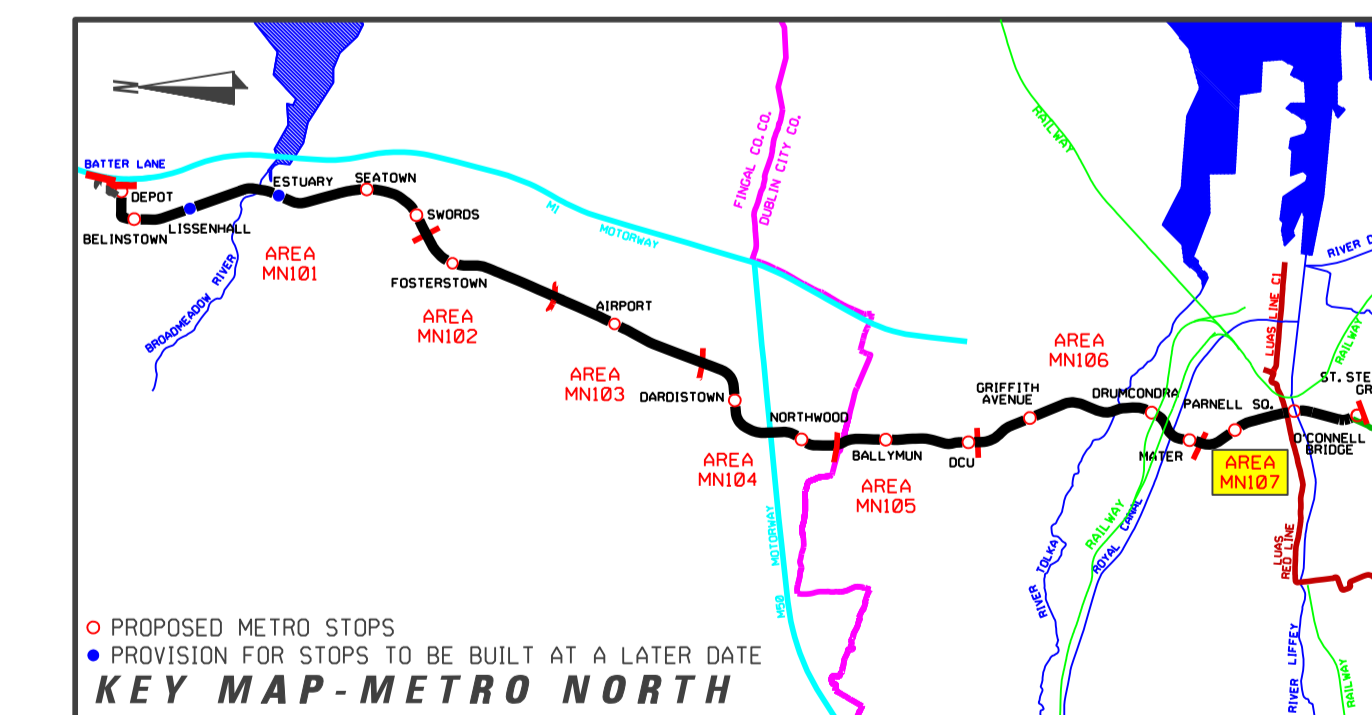 N
BATTER LANE
DEPOT
BELINSTOWN
LISSENHALL
ESTUARY
SEATOWN
SWORDS
BROADMEADOW RIVER
AREA
MN101
FOSTERSTOWN
AREA
MN102
M1
MOTORWAY
AIRPORT
AREA
MN103
DARDISTOWN
FINGAL CO. CO.
DUBLIN CITY CO.
NORTHWOOD
AREA
MN104
MOTORWAY
M50
BALLYMUN
AREA
MN105
DCU
GRIFFITH
AVENUE
AREA
MN106
RAILWAY
DRUMCONDRA
MATER
PARNELL SQ.
AREA
MN107
LUAS LINE C1
RIVER D
RAILWAY
ST. STE
GR
O'CONNELL
BRIDGE
RAILWAY
ROYAL CANAL
RIVER TOLKA
LUAS
RED LINE
RIVER LIFFEY
RAILWAY
PROPOSED METRO STOPS
PROVISION FOR STOPS TO BE BUILT AT A LATER DATE
KEY MAP-METRO NORTH